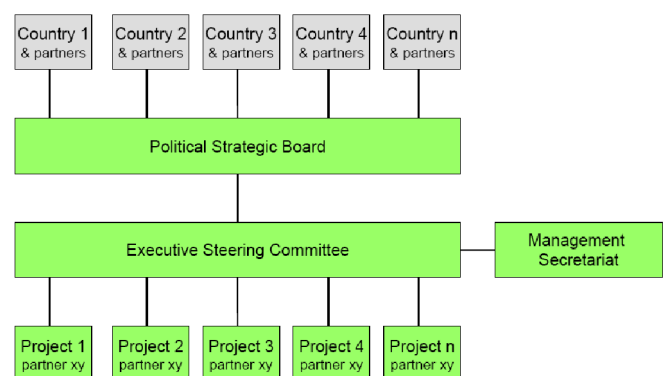 Country 1
& partners
Country 2
& partners
Country 3
& partners
Country 4
& partners
Country n
& partners
Political Strategic Board
Executive Steering Committee
Management
Secretariat
Project 1
partner xy
Project 2
partner xy
Project 3
partner xy
Project 4
partner xy
Project n
partner xy